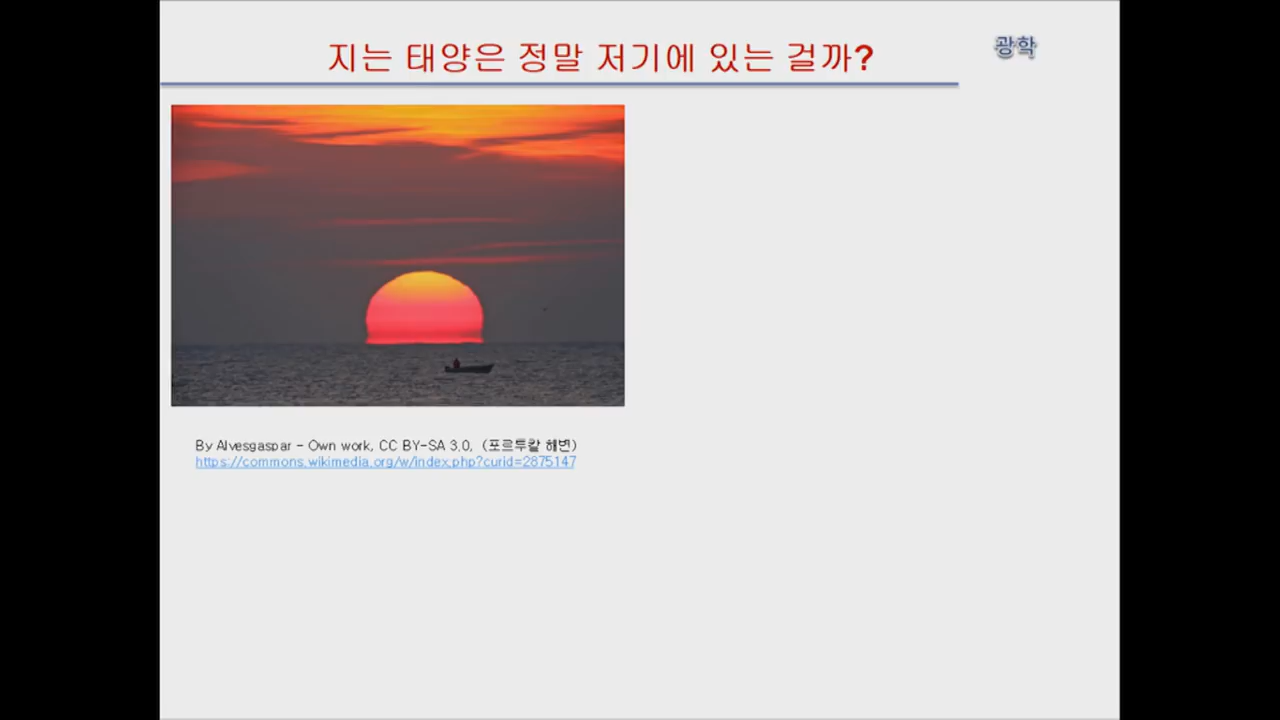 지는 태양은 정말 저기에 있는 걸까?
광학
By Alvesgaspar - Own work, CC BY-SA 3.0, (포르투칼 해변)
https://commons.wikimedia.org/w/index.php?curid=2875147